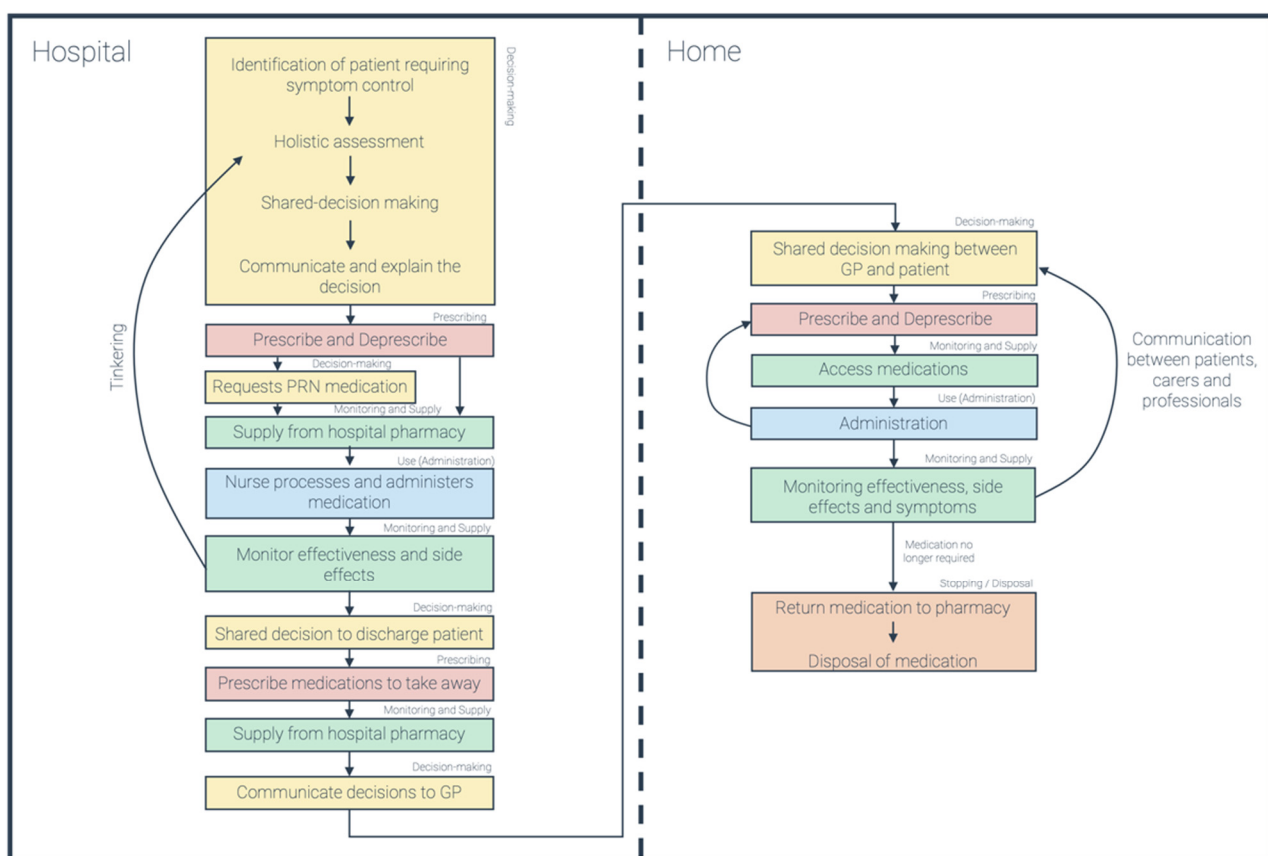 Hospital
Decision-making
Identification of patient requiring
symptom control
Holistic assessment
Shared-decision making
Communicate and explain the
decision
Tinkering
Prescribing
Prescribe and Deprescribe
Decision-making
Requests PRN medication
Monitoring and Supply
Supply from hospital pharmacy
Use (Administration)
Nurse processes and administers
medication
Monitoring and Supply
Monitor effectiveness and side
effects
Decision-making
Shared decision to discharge patient
Prescribing
Prescribe medications to take away
Monitoring and Supply
Supply from hospital pharmacy
Decision-making
Communicate decisions to GP
Home
Decision-making
Shared decision making between
GP and patient
Prescribing
Prescribe and Deprescribe
Monitoring and Supply
Access medications
Use (Administration)
Administration
Monitoring and Supply
Monitoring effectiveness, side
effects and symptoms
Communication
between patients,
carers and
professionals
Medication no
longer required
Stopping / Disposal
Return medication to pharmacy
Disposal of medication